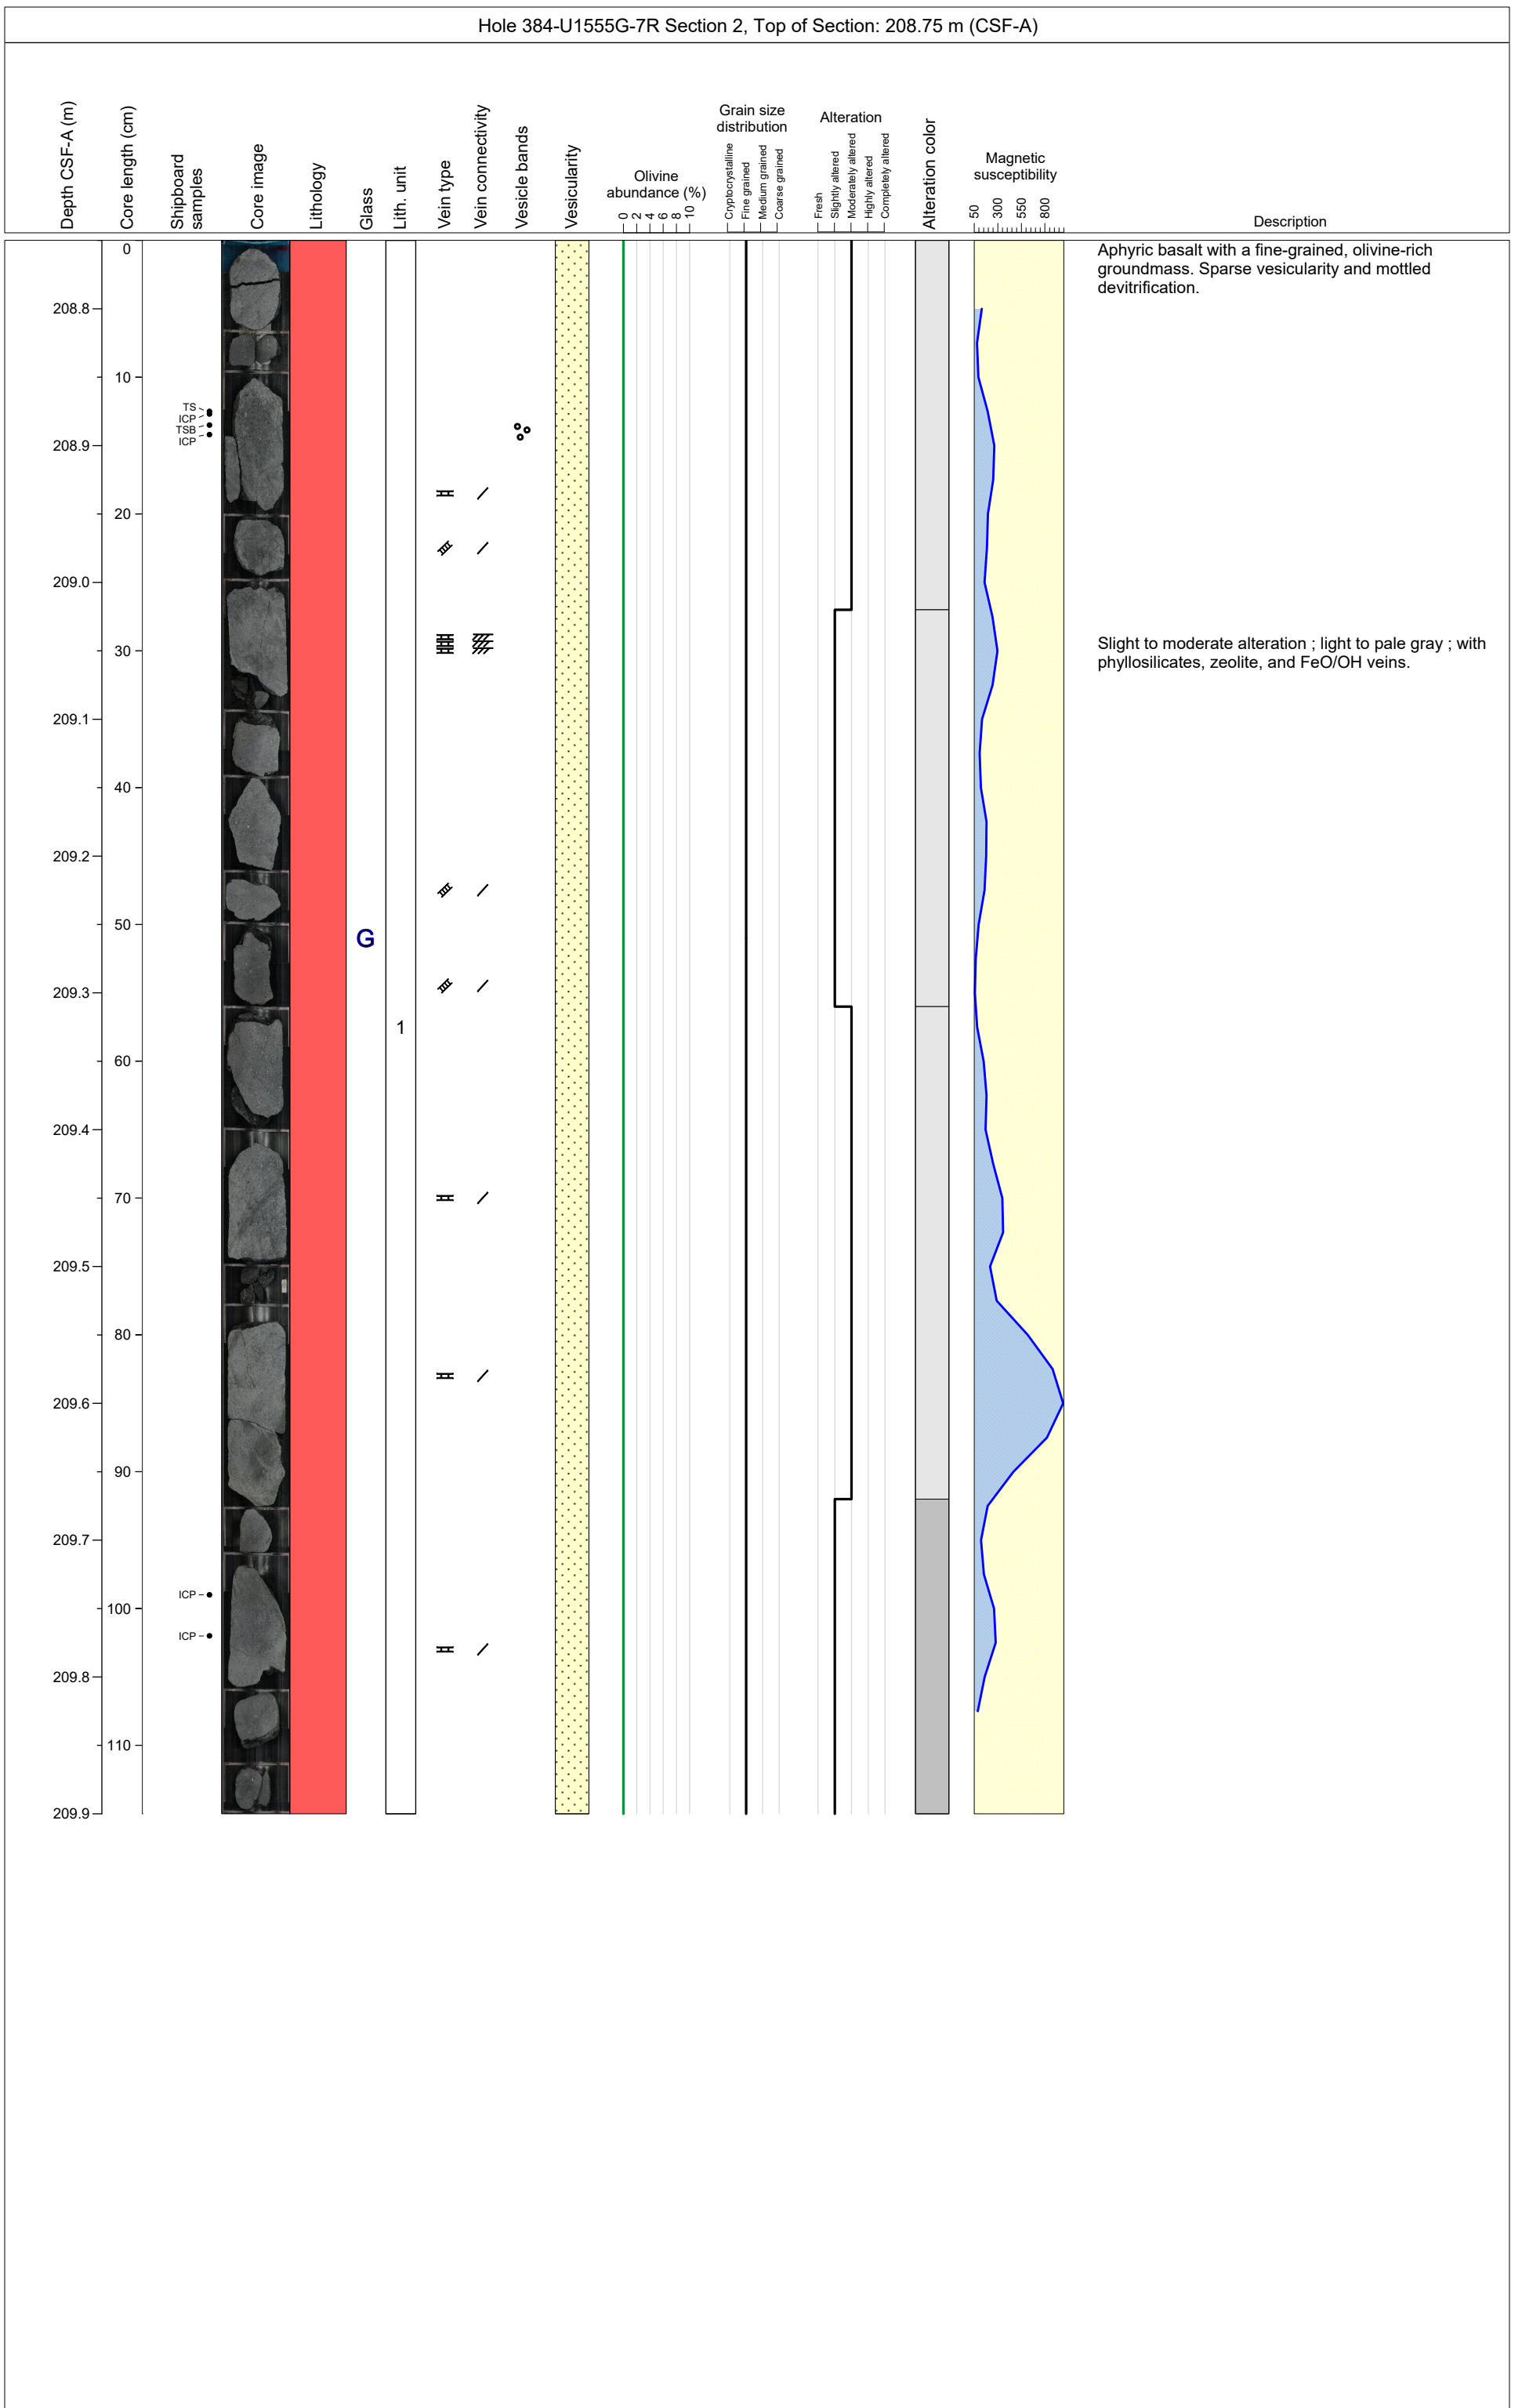 Hole 384-U1555G-7R Section 2, Top of Section: 208.75 m (CSF-A)
Depth CSF-A (m)
Core length (cm)
Shipboard
samples
Core image
Lithology
Glass
Lith. unit
Vein type
Vein connectivity
Vesicle bands
Vesicularity
Olivine
abundance (%)
0
2
4
6
8
10
Grain size
distribution
Cryptocrystalline
Fine grained
Medium grained
Coarse grained
Alteration
Fresh
Slightly altered
Moderately altered
Highly altered
Completely altered
Alteration color
Magnetic
susceptibility
50
300
550
800
Description
0
Aphyric basalt with a fine-grained, olivine-rich
groundmass. Sparse vesicularity and mottled
devitrification.
208.8
10
TS
ICP
TSB
ICP
208.9
20
209.0
30
Slight to moderate alteration ; light to pale gray ; with
phyllosilicates, zeolite, and FeO/OH veins.
209.1
40
209.2
50
G
209.3
1
60
209.4
70
209.5
80
209.6
90
209.7
ICP
100
ICP
209.8
110
209.9